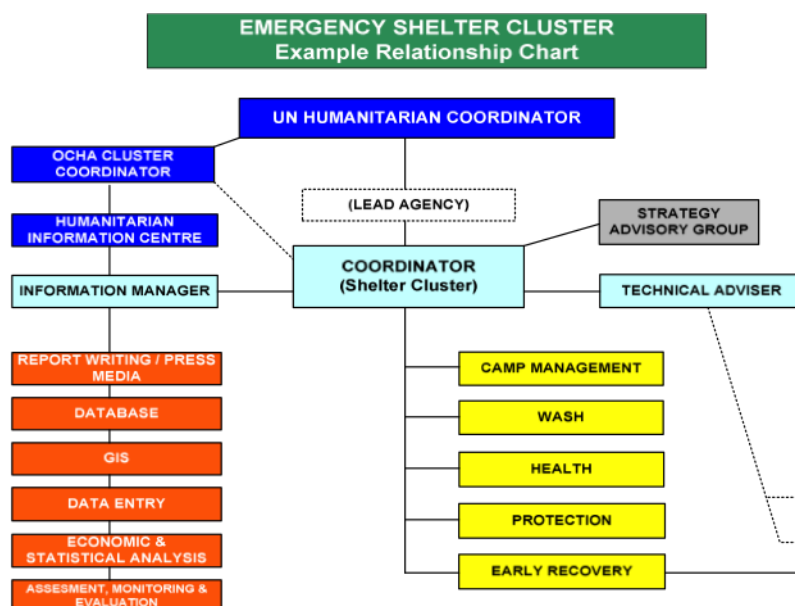 EMERGENCY SHELTER CLUSTER
Example Relationship Chart
UN HUMANITARIAN COORDINATOR
OCHA CLUSTER
COORDINATOR
(LEAD AGENCY)
STRATEGY
ADVISORY GROUP
HUMANITARIAN
INFORMATION CENTRE
COORDINATOR
(Shelter Cluster)
INFORMATION MANAGER
TECHNICAL ADVISER
REPORT WRITING / PRESS
MEDIA
CAMP MANAGEMENT
DATABASE
WASH
GIS
HEALTH
DATA ENTRY
PROTECTION
ECONOMIC &
STATISTICAL ANALYSIS
EARLY RECOVERY
ASSESMENT, MONITORING &
EVALUATION